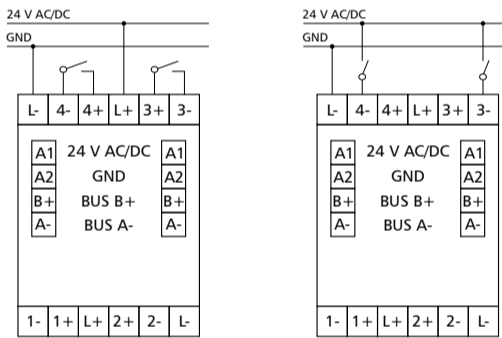 24 V AC/DC
GND
L- 4- 4+ L+ 3+ 3-
A1 24 V AC/DC A1
A2 GND A2
B+ BUS B+ B+
A- BUS A- A-
1- 1+ L+ 2+ 2- L-
24 V AC/DC
GND
L- 4- 4+ L+ 3+ 3-
A1 24 V AC/DC A1
A2 GND A2
B+ BUS B+ B+
A- BUS A- A-
1- 1+ L+ 2+ 2- L-